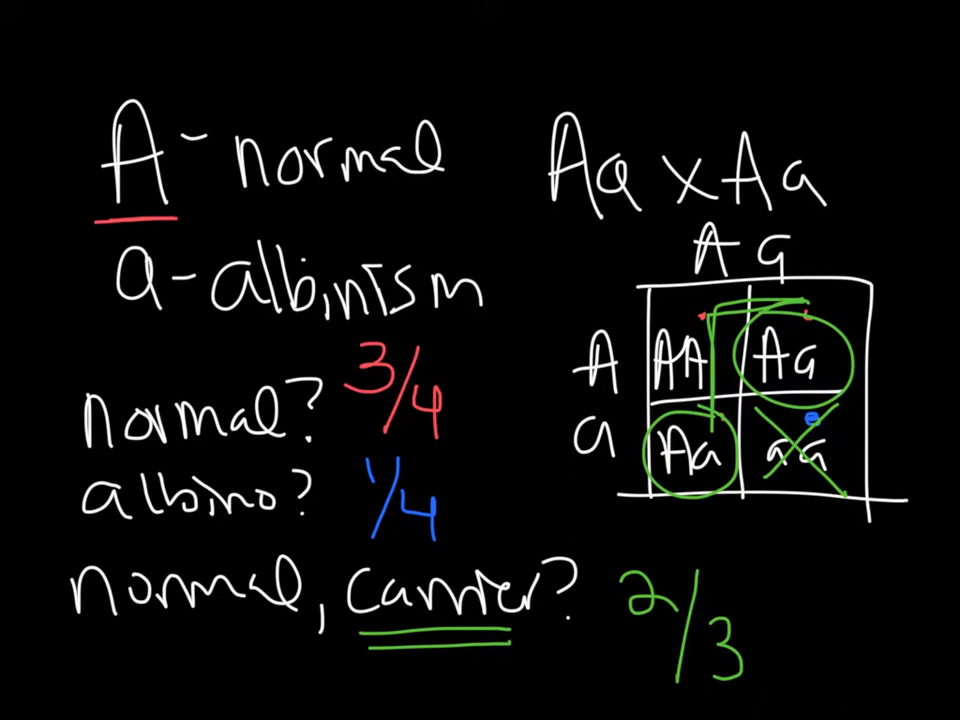 A - normal
a - albinism
normal? 3/4
albino? 1/4
normal, carrier? 2/3
Aa x Aa
A a
A AA Aa
a Aa aa